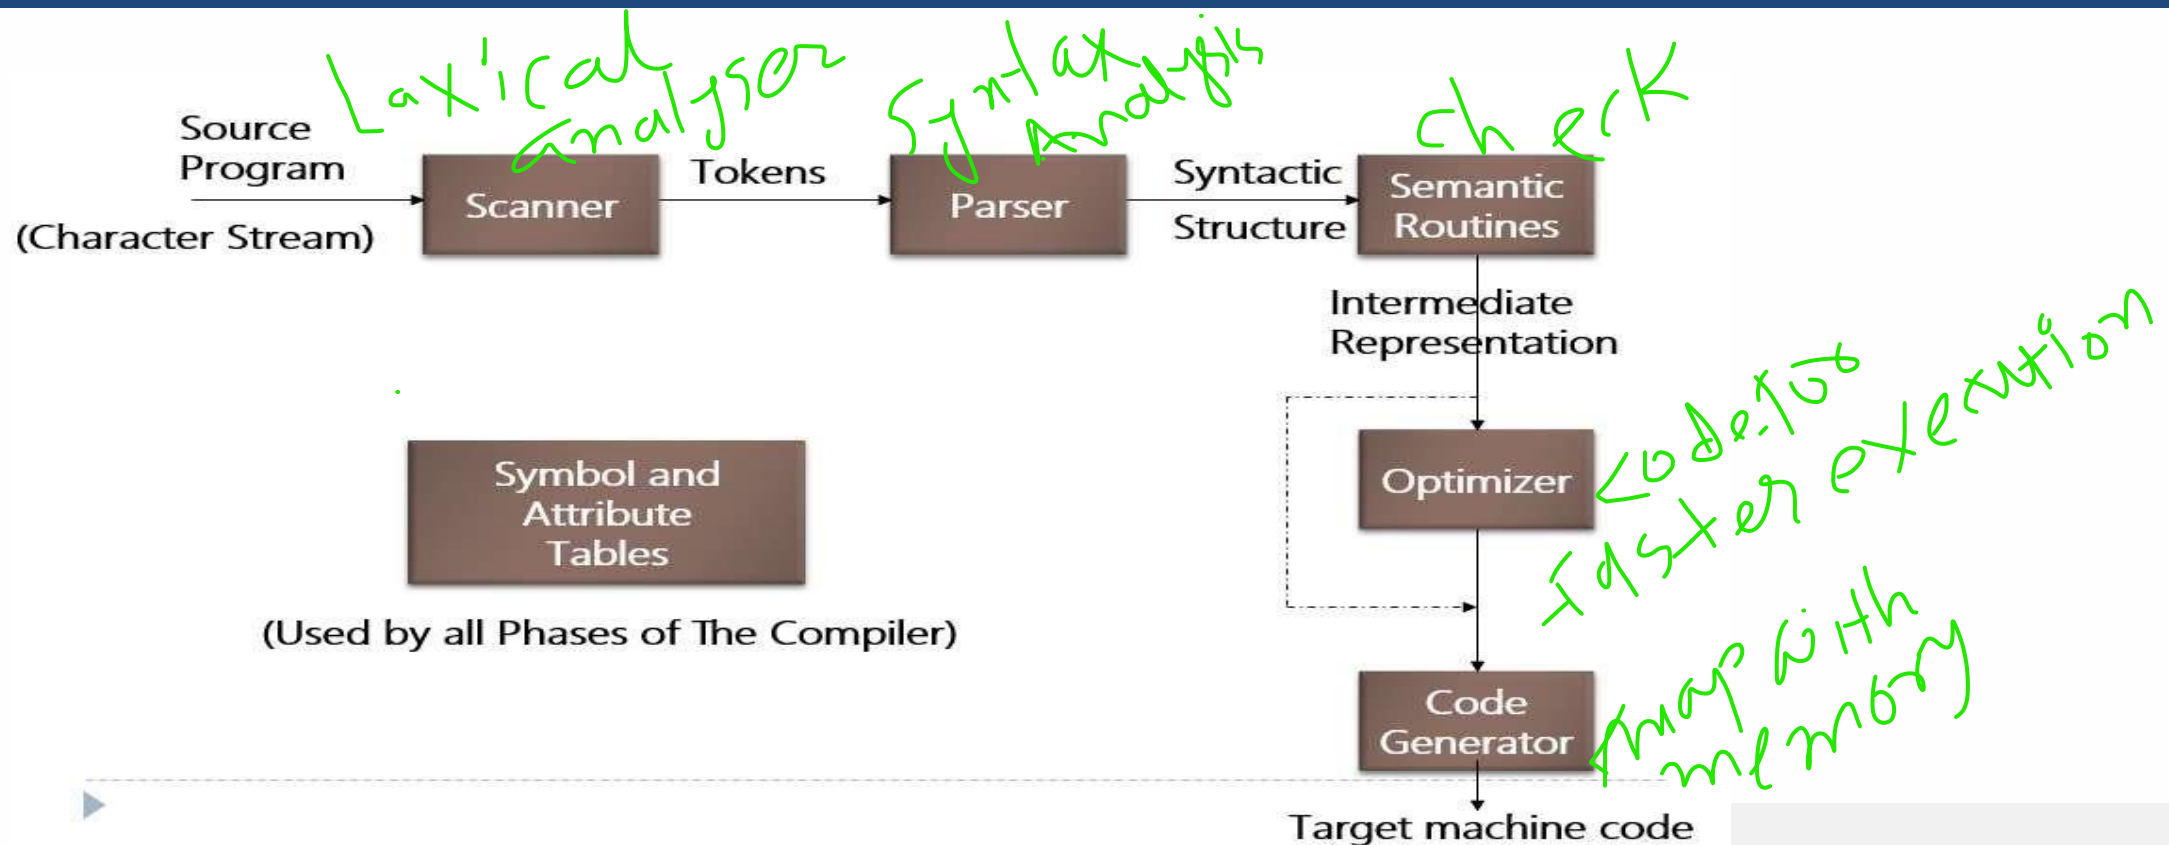 Laxical
analyser
Syntax
Analysis
check
Source
Program
(Character Stream)
Scanner
Tokens
Parser
Syntactic
Structure
Semantic
Routines
Intermediate
Representation
Symbol and
Attribute
Tables
(Used by all Phases of The Compiler)
Optimizer
code for
faster execution
Code
Generator
map with
memory
Target machine code